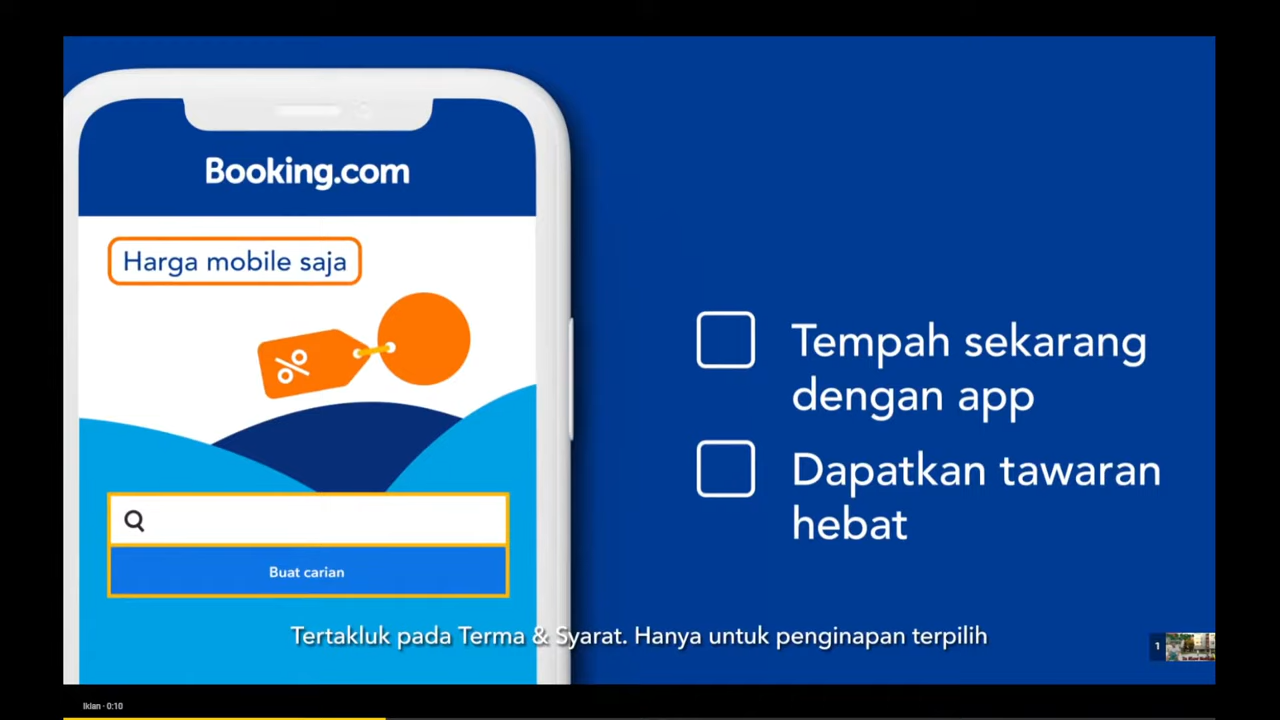 Booking.com
Harga mobile saja
%
Buat carian
Tempah sekarang
dengan app
Dapatkan tawaran
hebat
Tertakluk pada Terma & Syarat. Hanya untuk penginapan terpilih
1
Iklan · 0:10